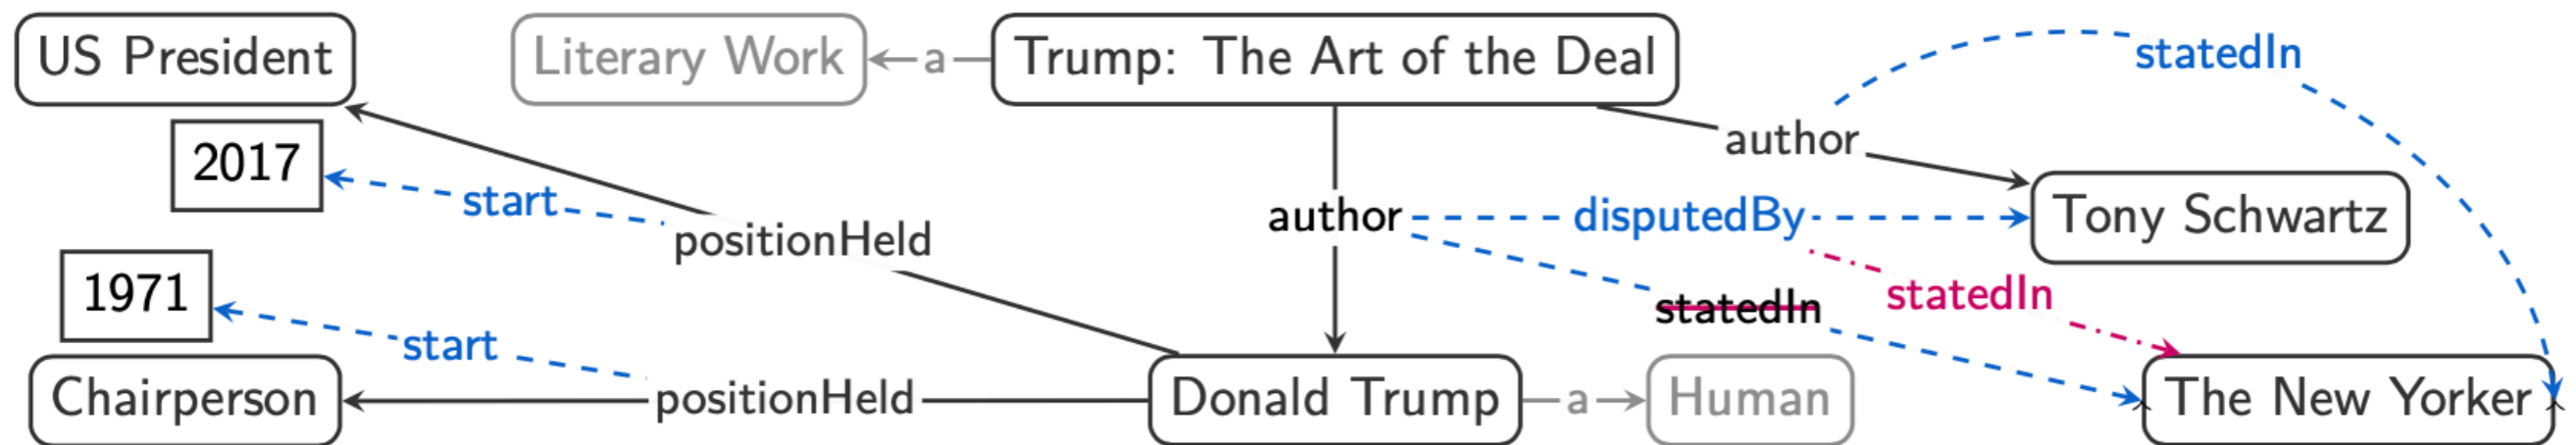 US President
Literary Work
a
Trump: The Art of the Deal
statedIn
author
2017
start
positionHeld
author
disputedBy
Tony Schwartz
1971
start
statedIn
statedIn
Chairperson
positionHeld
Donald Trump
a
Human
The New Yorker